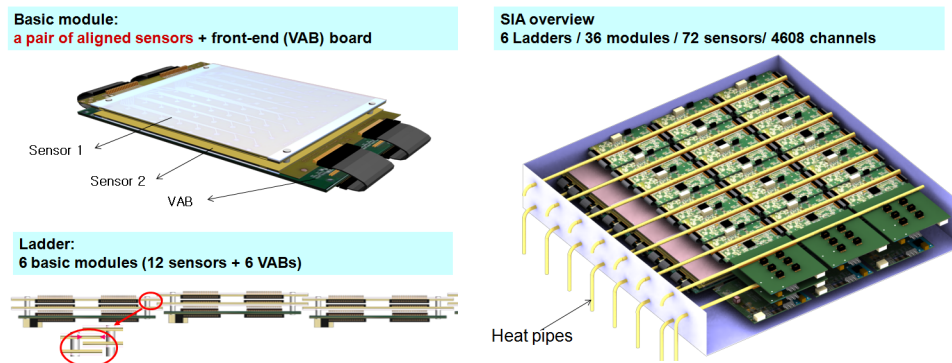 Basic module:
a pair of aligned sensors + front-end (VAB) board
Sensor 1
Sensor 2
VAB
Ladder:
6 basic modules (12 sensors + 6 VABs)
SIA overview
6 Ladders / 36 modules / 72 sensors/ 4608 channels
Heat pipes